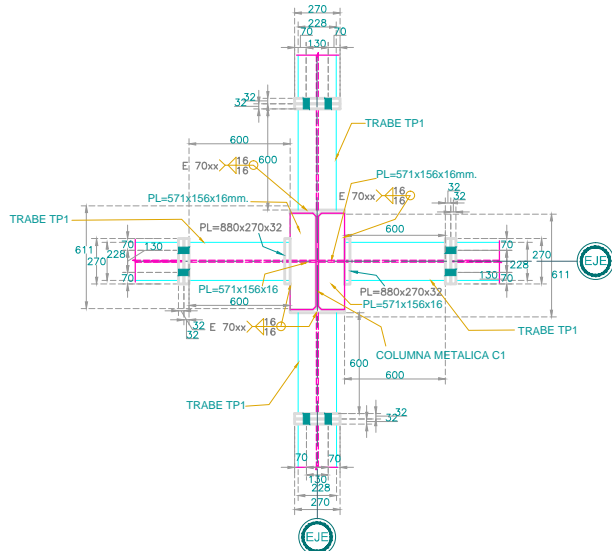 270
228
70 130 70
32
32
TRABE TP1
600
600
E 70xx 16
16
PL=571x156x16mm.
E 70xx 16
16
PL=571x156x16mm.
32
32
TRABE TP1
PL=880x270x32
600
611
270
228
70
130
70
70
228
130
70
270
611
EJE
PL=571x156x16
PL=880x270x32
PL=571x156x16
600
32
32
E 70xx 16
16
TRABE TP1
COLUMNA METALICA C1
600
600
TRABE TP1
32
32
70 70
130
228
270
EJE